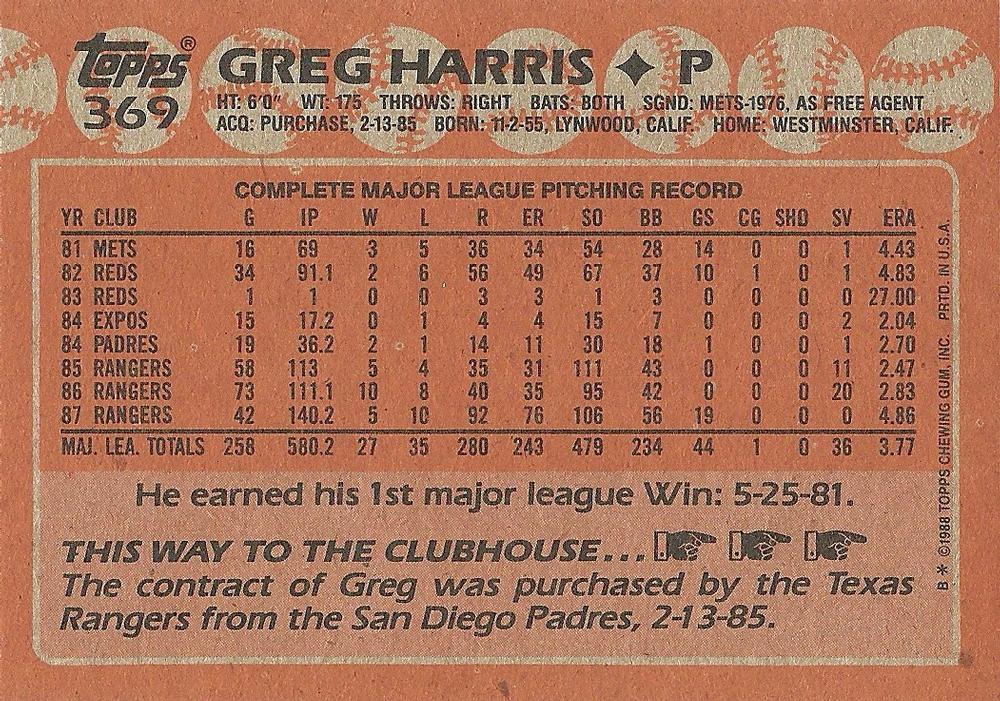 Topps®
369
GREG HARRIS ✦ P
HT: 6'0" WT: 175 THROWS: RIGHT BATS: BOTH SGND: METS-1976, AS FREE AGENT
ACQ: PURCHASE, 2-13-85 BORN: 11-2-55, LYNWOOD, CALIF. HOME: WESTMINSTER, CALIF.
COMPLETE MAJOR LEAGUE PITCHING RECORD
YR CLUB G IP W L R ER SO BB GS CG SHO SV ERA
81 METS 16 69 3 5 36 34 54 28 14 0 0 1 4.43
82 REDS 34 91.1 2 6 56 49 67 37 10 1 0 1 4.83
83 REDS 1 1 0 0 3 3 1 3 0 0 0 0 27.00
84 EXPOS 15 17.2 0 1 4 4 15 7 0 0 0 2 2.04
84 PADRES 19 36.2 2 1 14 11 30 18 1 0 0 1 2.70
85 RANGERS 58 113 5 4 35 31 111 43 0 0 0 11 2.47
86 RANGERS 73 111.1 10 8 40 35 95 42 0 0 0 20 2.83
87 RANGERS 42 140.2 5 10 92 76 106 56 19 0 0 0 4.86
MAJ. LEA. TOTALS 258 580.2 27 35 280 243 479 234 44 1 0 36 3.77
He earned his 1st major league Win: 5-25-81.
THIS WAY TO THE CLUBHOUSE...
The contract of Greg was purchased by the Texas
Rangers from the San Diego Padres, 2-13-85.
B * ©1988 TOPPS CHEWING GUM, INC. PRTD. IN U.S.A.